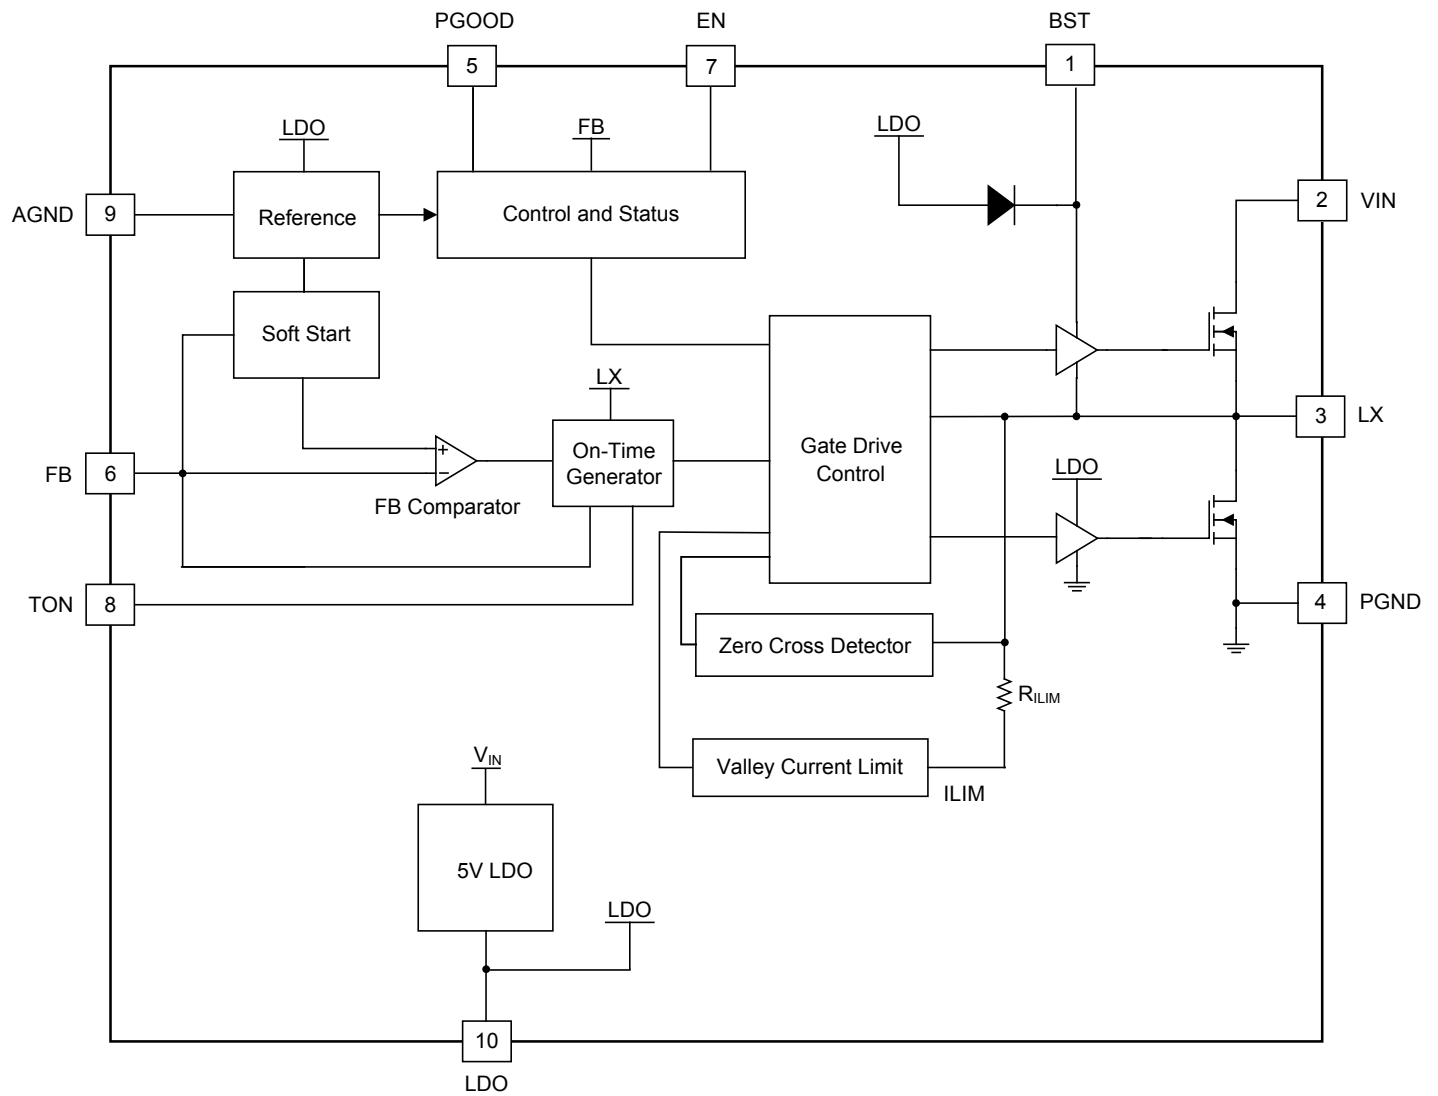 PGOOD
EN
BST
5
7
1
LDO
FB
LDO
AGND
9
Reference
Control and Status
2
VIN
Soft Start
LX
3
LX
FB
6
+
−
FB Comparator
On-Time
Generator
Gate Drive
Control
LDO
TON
8
4
PGND
Zero Cross Detector
RILIM
Valley Current Limit
ILIM
VIN
5V LDO
LDO
10
LDO